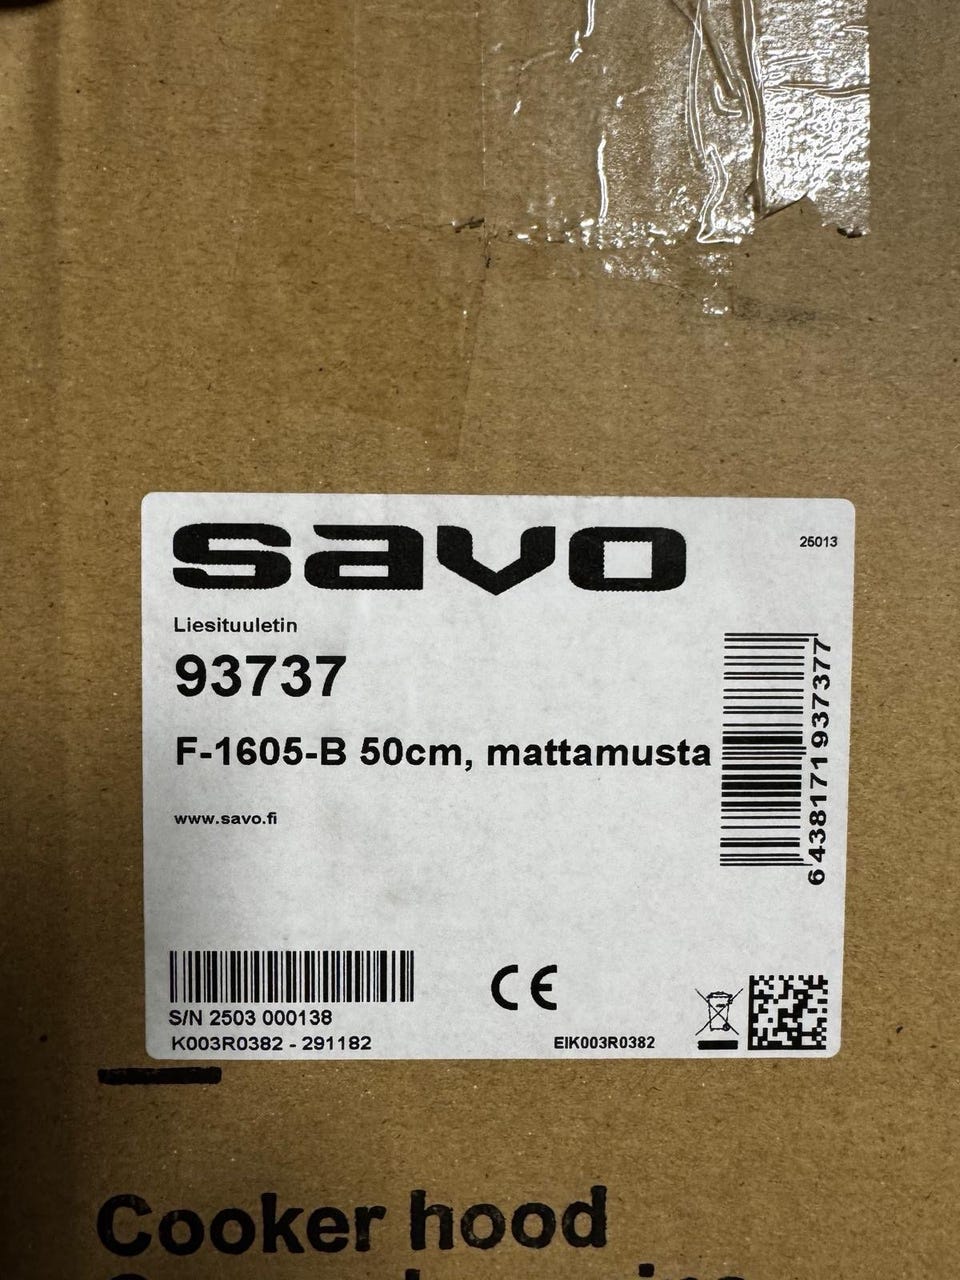 savo
25013
Liesituuletin
93737
F-1605-B 50cm, mattamusta
www.savo.fi
6438171937377
S/N 2503 000138
K003R0382 - 291182
CE
EIK003R0382
Cooker hood